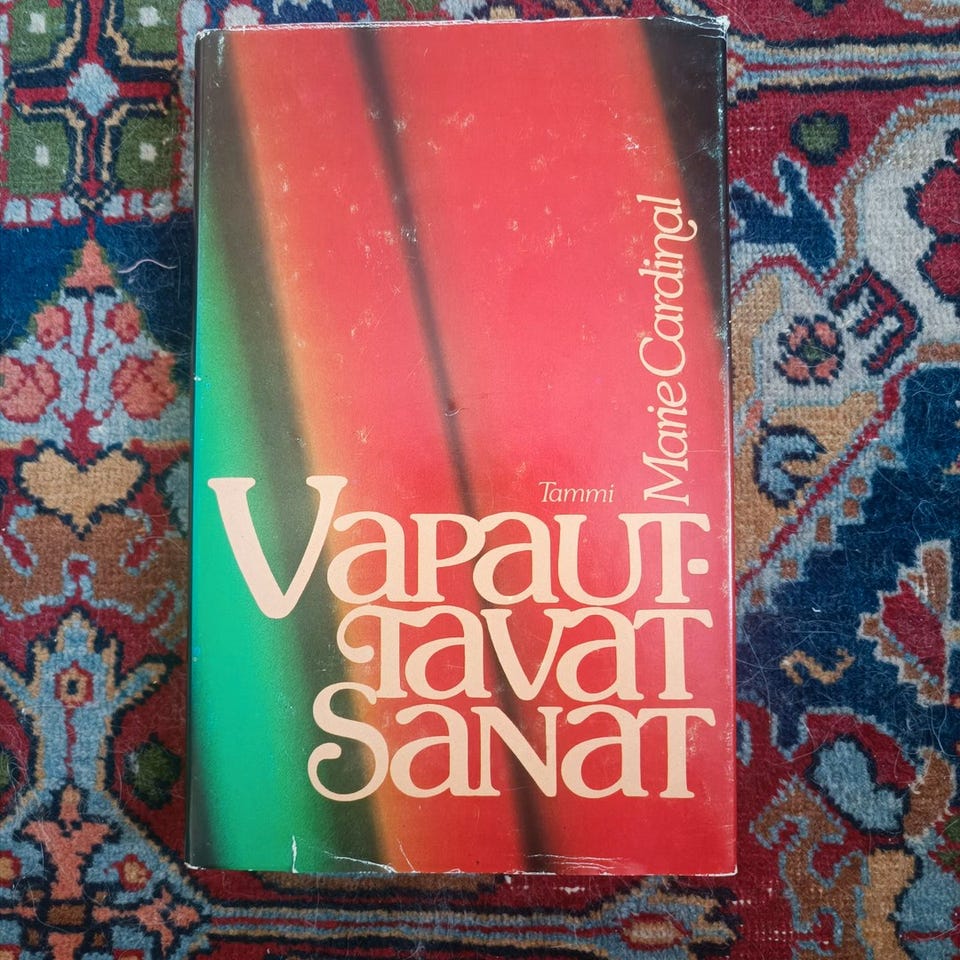 Marie Cardinal
Tammi
Vapaut-
tavat
Sanat